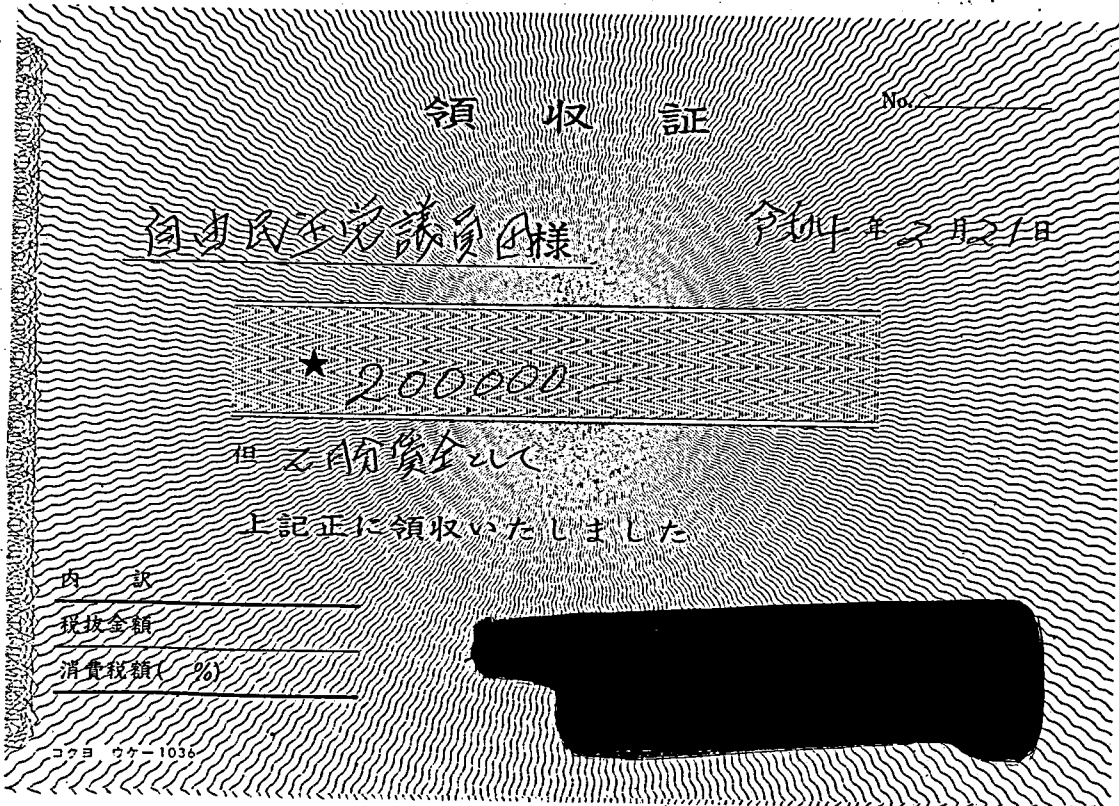 領収証
No.
自由民主党議員団様
令和4年2月21日
★ 200,000-
但 2月分賃金として
上記正に領収いたしました
内訳
税抜金額
消費税額( %)
コクヨ ウケ-1036